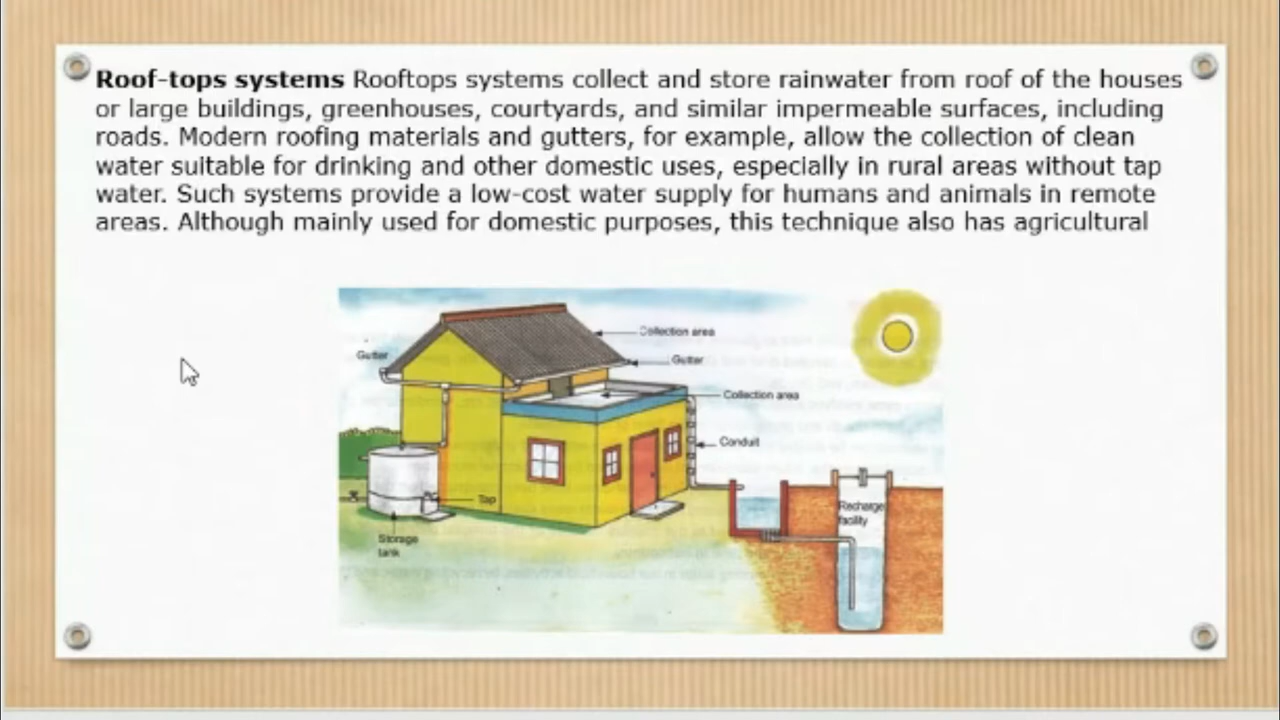 Roof-tops systems Rooftops systems collect and store rainwater from roof of the houses
or large buildings, greenhouses, courtyards, and similar impermeable surfaces, including
roads. Modern roofing materials and gutters, for example, allow the collection of clean
water suitable for drinking and other domestic uses, especially in rural areas without tap
water. Such systems provide a low-cost water supply for humans and animals in remote
areas. Although mainly used for domestic purposes, this technique also has agricultural
Collection area
Gutter
Gutter
Collection area
Conduit
Tap
Recharge
facility
Storage
tank